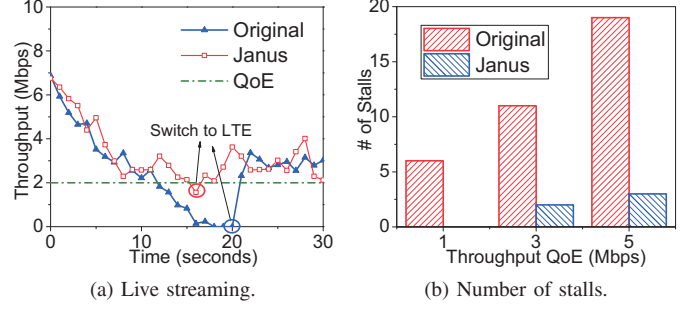 10
8
6
4
2
0
0
10
20
30
Throughput (Mbps)
Time (seconds)
Original
Janus
QoE
Switch to LTE
(a) Live streaming.
20
15
10
5
0
1
3
5
# of Stalls
Throughput QoE (Mbps)
Original
Janus
(b) Number of stalls.